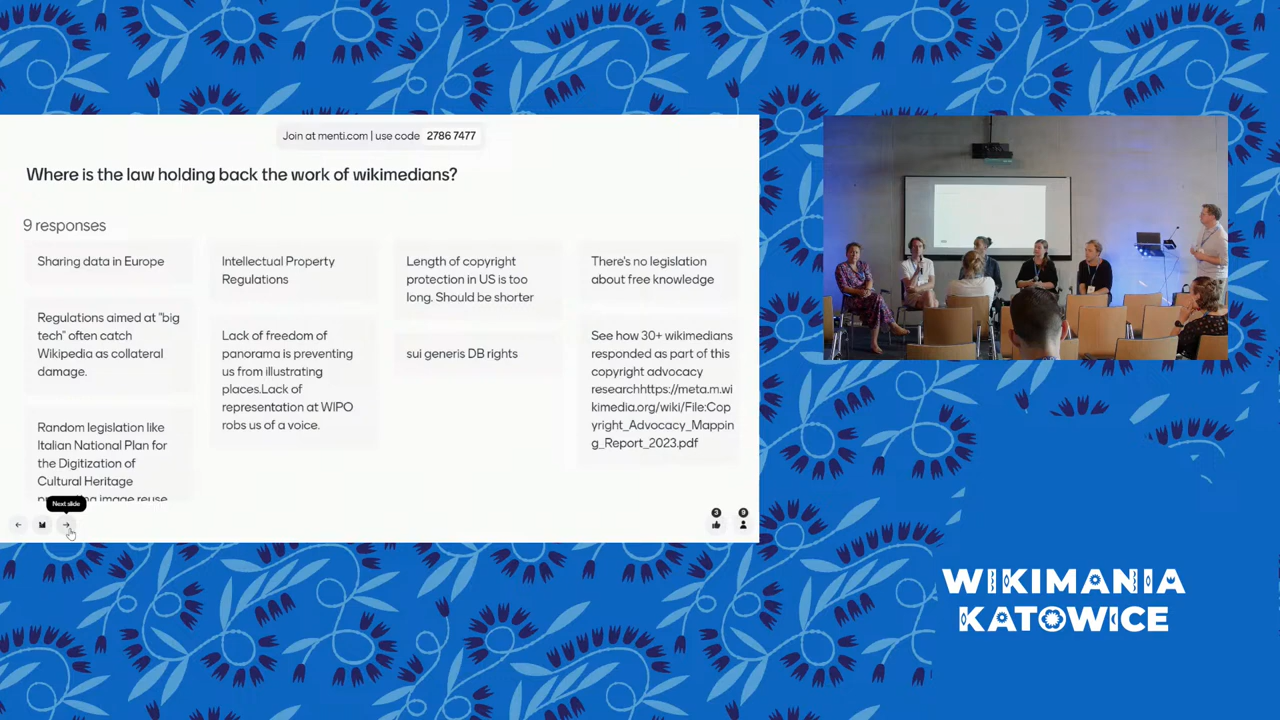 Join at menti.com | use code 2786 7477
Where is the law holding back the work of wikimedians?
9 responses
Sharing data in Europe
Regulations aimed at "big
tech" often catch
Wikipedia as collateral
damage.
Random legislation like
Italian National Plan for
the Digitization of
Cultural Heritage
image reuse
Intellectual Property
Regulations
Lack of freedom of
panorama is preventing
us from illustrating
places.Lack of
representation at WIPO
robs us of a voice.
Length of copyright
protection in US is too
long. Should be shorter
sui generis DB rights
There's no legislation
about free knowledge
See how 30+ wikimedians
responded as part of this
copyright advocacy
researchhttps://meta.m.wi
kimedia.org/wiki/File:Cop
yright_Advocacy_Mappin
g_Report_2023.pdf
Next slide
3
9
WIKIMANIA
KATOWICE